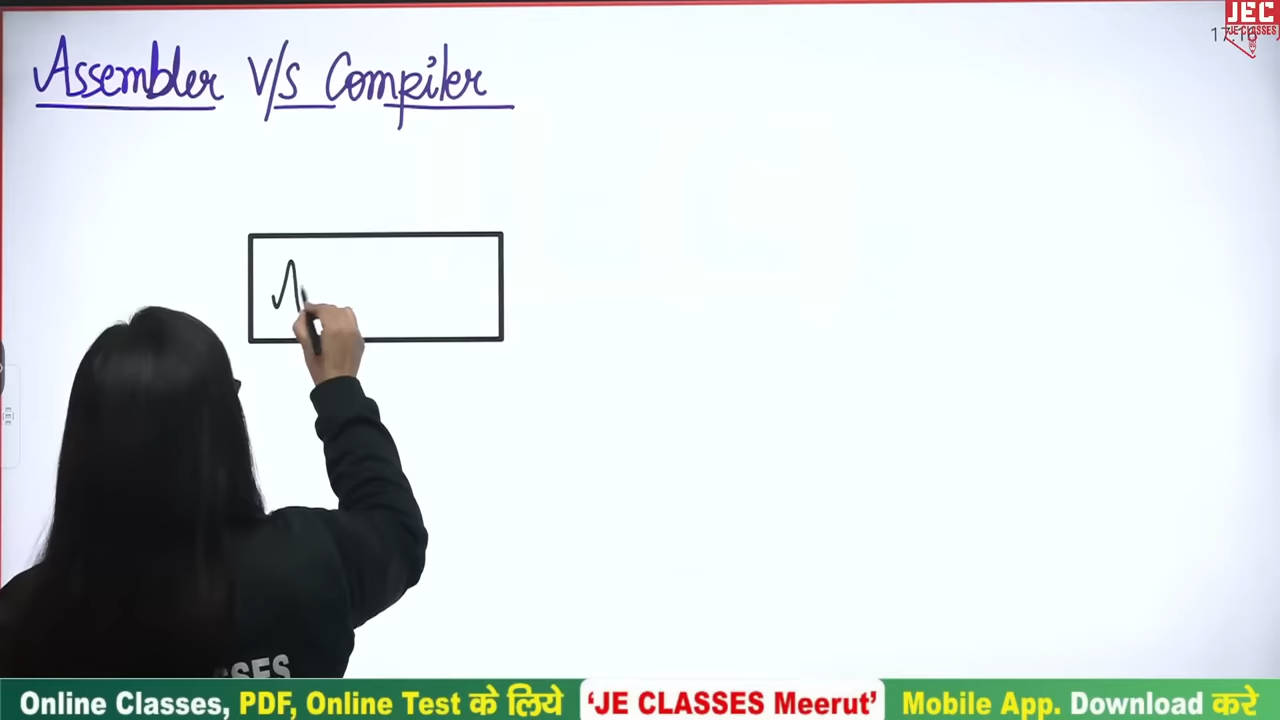 JEC
JE CLASSES
Assembler V/S Compiler
Online Classes, PDF, Online Test के लिये 'JE CLASSES Meerut' Mobile App. Download करे